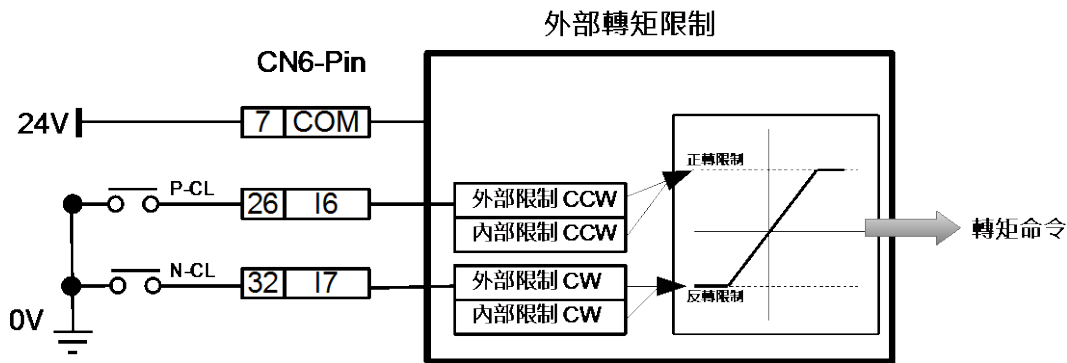 外部轉矩限制
CN6-Pin
24V
7 COM
正轉限制
P-CL
26 I6
外部限制 CCW
內部限制 CCW
轉矩命令
N-CL
32 I7
外部限制 CW
內部限制 CW
反轉限制
0V